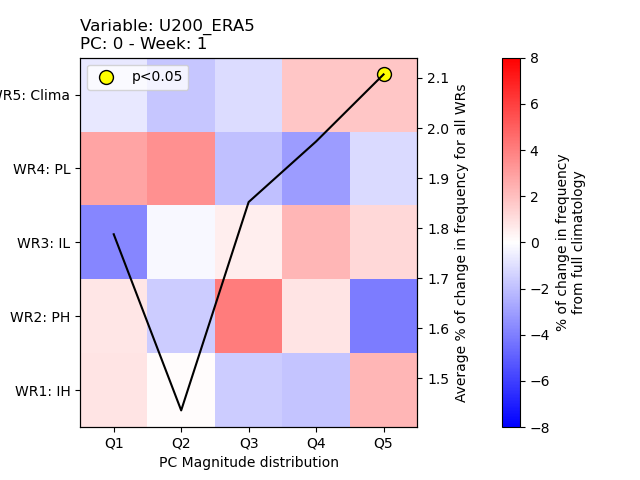 Variable: U200_ERA5
PC: 0 - Week: 1
p<0.05
WR5: Clima
WR4: PL
WR3: IL
WR2: PH
WR1: IH
Q1 Q2 Q3 Q4 Q5
PC Magnitude distribution
2.1
2.0
1.9
1.8
1.7
1.6
1.5
Average % of change in frequency for all WRs
8
6
4
2
0
−2
−4
−6
−8
% of change in frequency
from full climatology